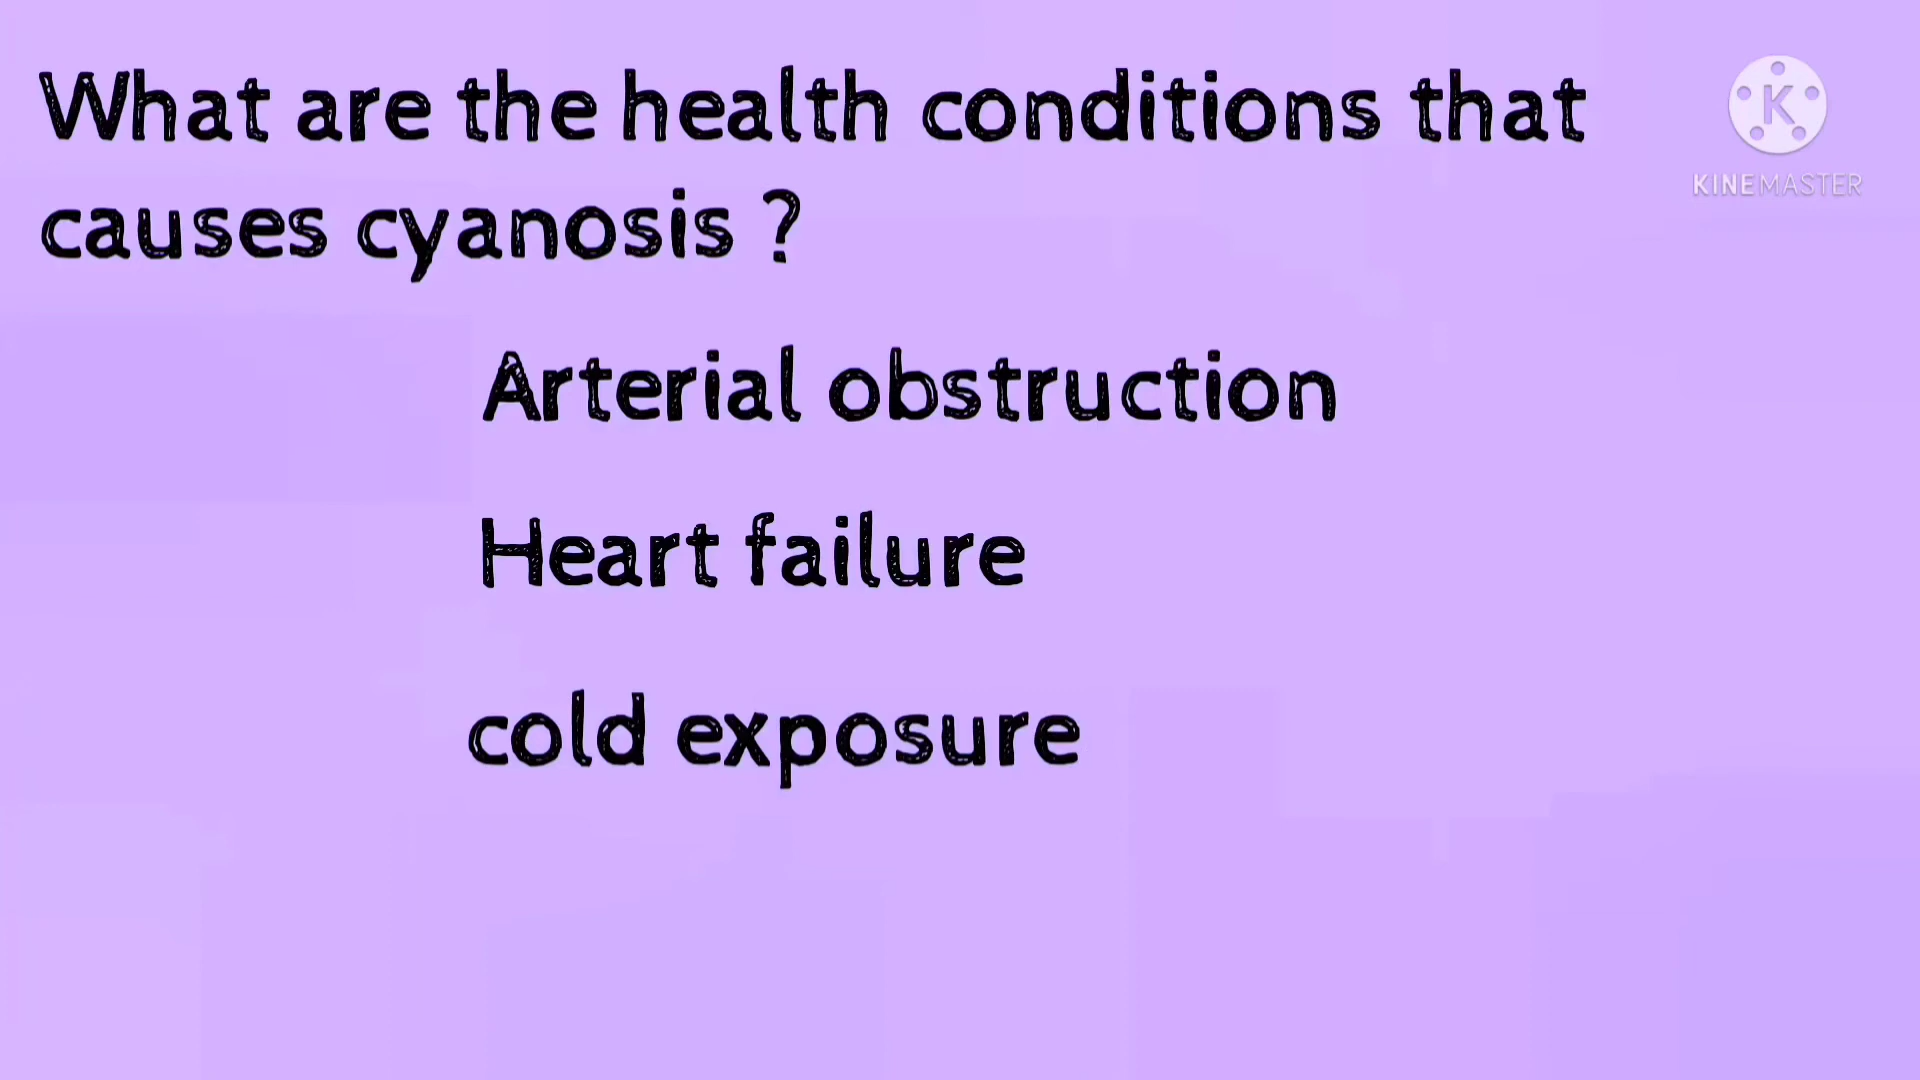 What are the health conditions that
causes cyanosis ?
Arterial obstruction
Heart failure
cold exposure
K
KINEMASTER